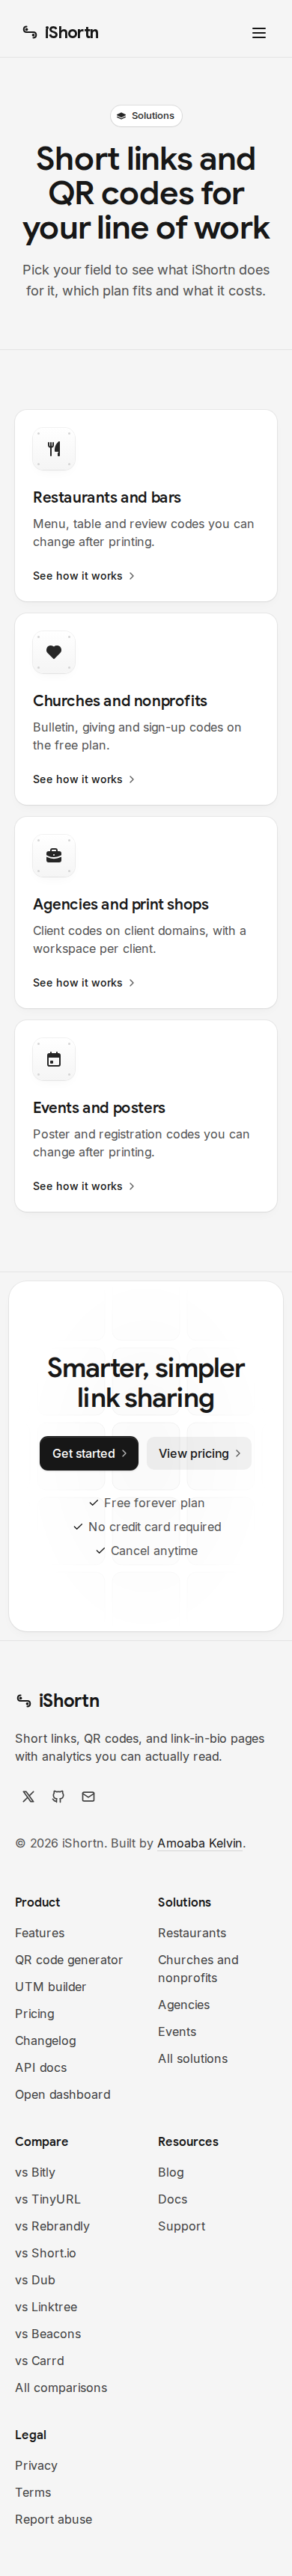 iShortn
Solutions
Short links and
QR codes for
your line of work
Pick your field to see what iShortn does
for it, which plan fits and what it costs.
Restaurants and bars
Menu, table and review codes you can
change after printing.
See how it works
Churches and nonprofits
Bulletin, giving and sign-up codes on
the free plan.
See how it works
Agencies and print shops
Client codes on client domains, with a
workspace per client.
See how it works
Events and posters
Poster and registration codes you can
change after printing.
See how it works
Smarter, simpler
link sharing
Get started
View pricing
Free forever plan
No credit card required
Cancel anytime
iShortn
Short links, QR codes, and link-in-bio pages
with analytics you can actually read.
© 2026 iShortn. Built by Amoaba Kelvin.
Product
Features
QR code generator
UTM builder
Pricing
Changelog
API docs
Open dashboard
Solutions
Restaurants
Churches and
nonprofits
Agencies
Events
All solutions
Compare
vs Bitly
vs TinyURL
vs Rebrandly
vs Short.io
vs Dub
vs Linktree
vs Beacons
vs Carrd
All comparisons
Resources
Blog
Docs
Support
Legal
Privacy
Terms
Report abuse